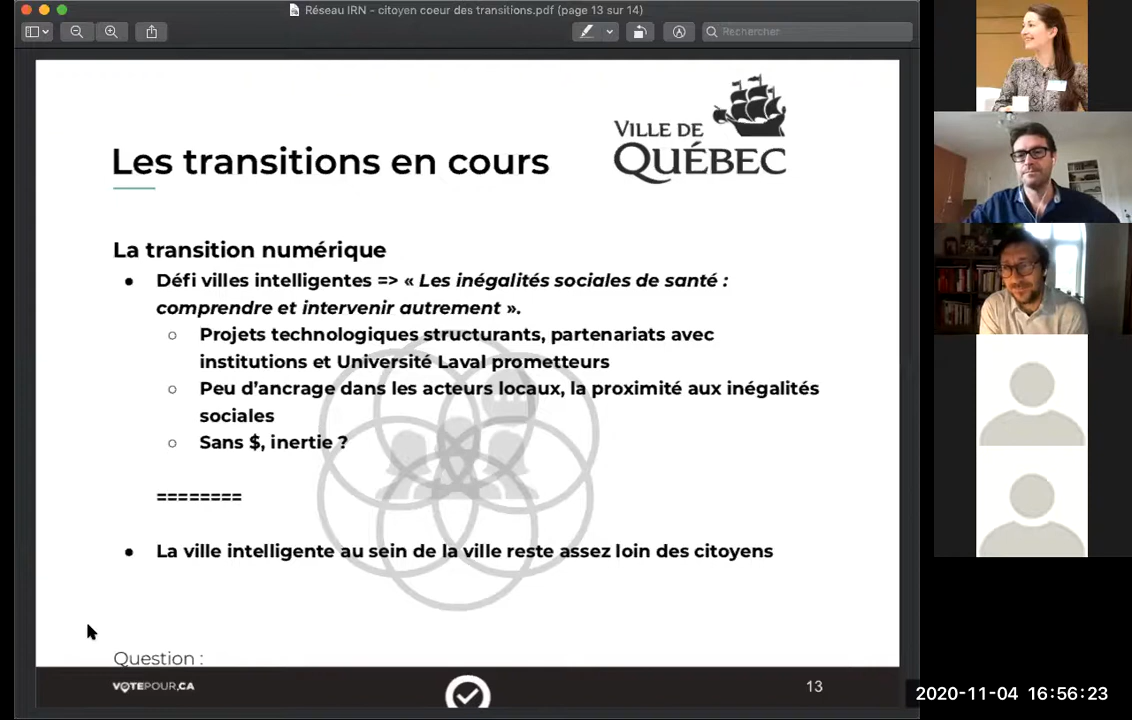 Réseau IRN - citoyen coeur des transitions.pdf (page 13 sur 14)
Rechercher
VILLE DE
QUÉBEC
Les transitions en cours
La transition numérique
● Défi villes intelligentes => « Les inégalités sociales de santé :
comprendre et intervenir autrement ».
○ Projets technologiques structurants, partenariats avec
institutions et Université Laval prometteurs
○ Peu d'ancrage dans les acteurs locaux, la proximité aux inégalités
sociales
○ Sans $, inertie ?
========
● La ville intelligente au sein de la ville reste assez loin des citoyens
Question :
VOTEPOUR.CA
13
2020-11-04 16:56:23